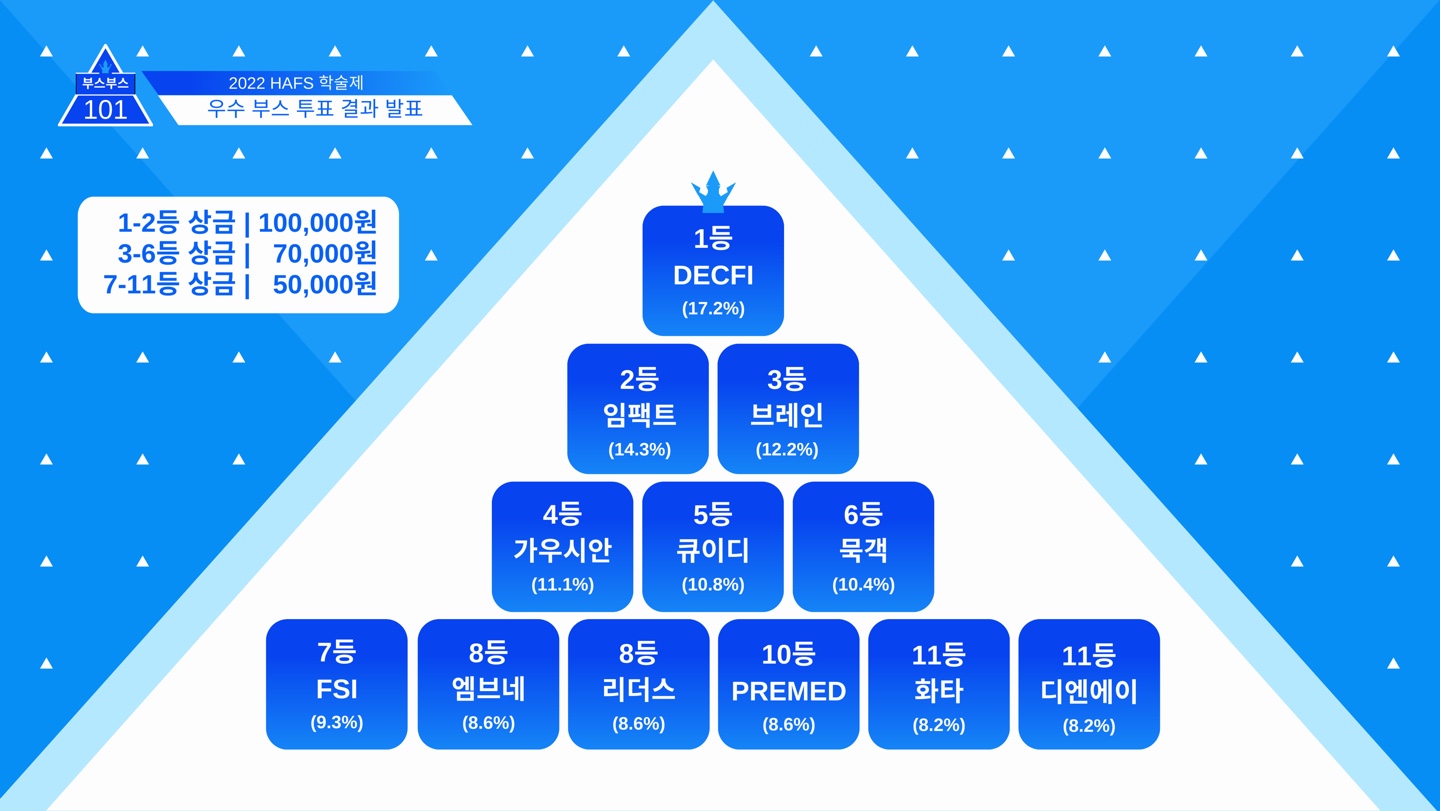 부스부스
101
2022 HAFS 학술제
우수 부스 투표 결과 발표
1-2등 상금 | 100,000원
3-6등 상금 | 70,000원
7-11등 상금 | 50,000원
1등
DECFI
(17.2%)
2등
임팩트
(14.3%)
3등
브레인
(12.2%)
4등
가우시안
(11.1%)
5등
큐이디
(10.8%)
6등
묵객
(10.4%)
7등
FSI
(9.3%)
8등
엠브네
(8.6%)
8등
리더스
(8.6%)
10등
PREMED
(8.6%)
11등
화타
(8.2%)
11등
디엔에이
(8.2%)